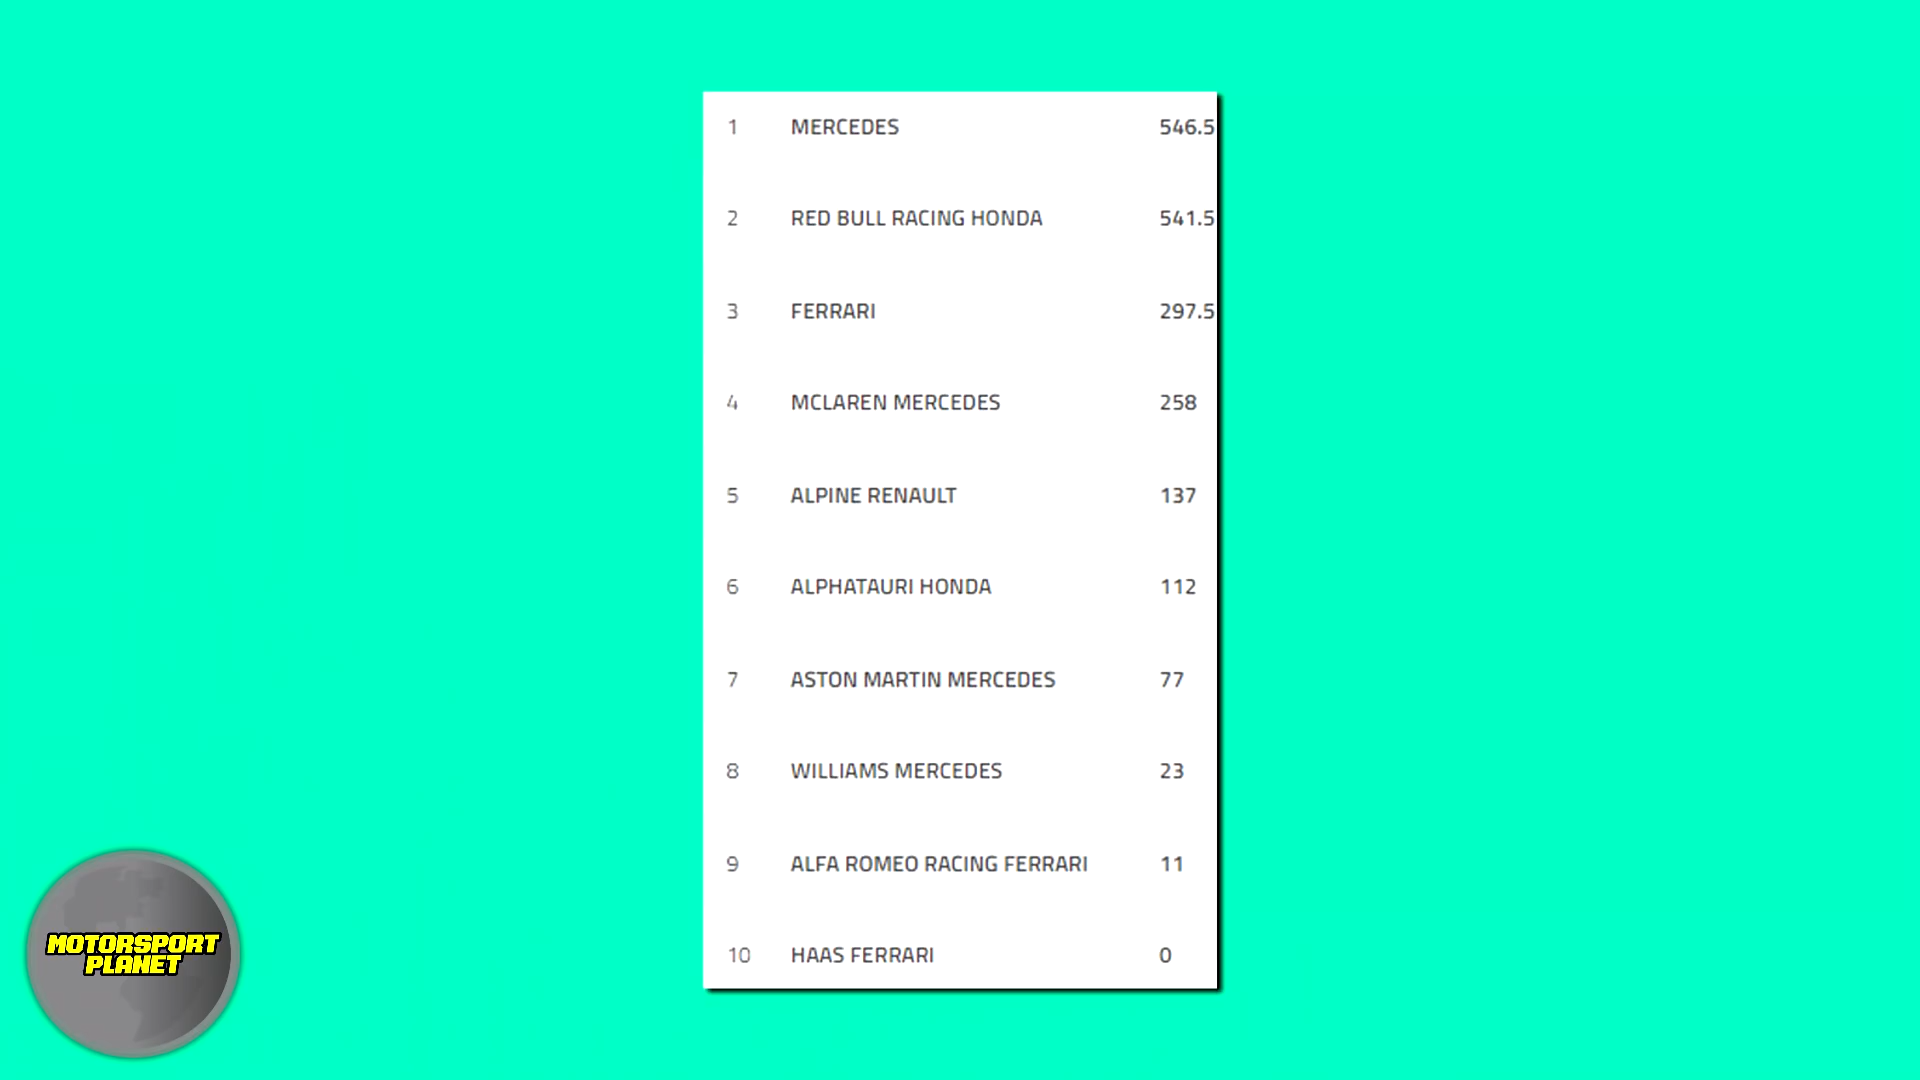 1 MERCEDES 546.5
2 RED BULL RACING HONDA 541.5
3 FERRARI 297.5
4 MCLAREN MERCEDES 258
5 ALPINE RENAULT 137
6 ALPHATAURI HONDA 112
7 ASTON MARTIN MERCEDES 77
8 WILLIAMS MERCEDES 23
9 ALFA ROMEO RACING FERRARI 11
10 HAAS FERRARI 0
MOTORSPORT
PLANET